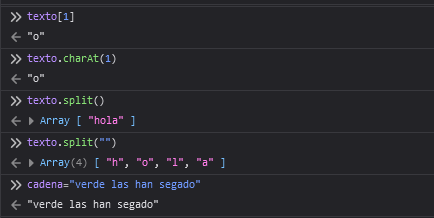 texto[1]
"o"
texto.charAt(1)
"o"
texto.split()
Array [ "hola" ]
texto.split("")
Array(4) [ "h", "o", "l", "a" ]
cadena="verde las han segado"
"verde las han segado"